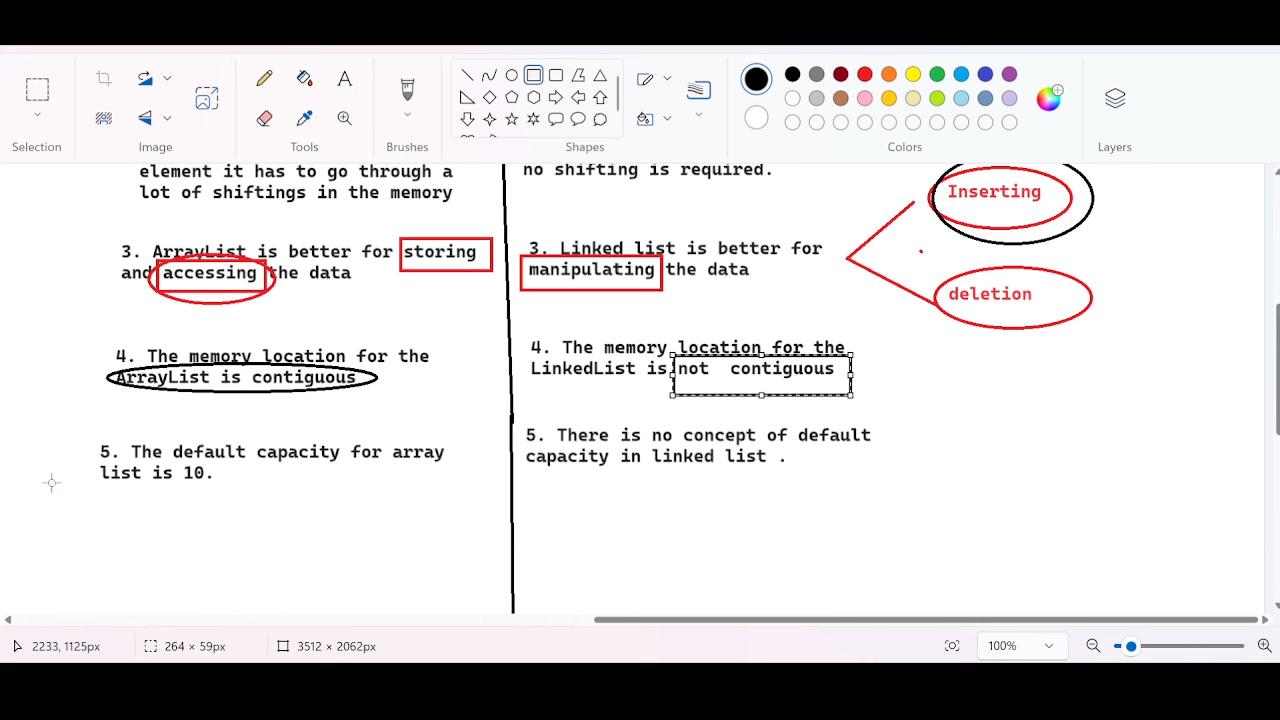 Selection
Image
Tools
Brushes
Shapes
Colors
Layers
element it has to go through a
lot of shiftings in the memory
3. ArrayList is better for storing
and accessing the data
4. The memory location for the
ArrayList is contiguous
5. The default capacity for array
list is 10.
no shifting is required.
3. Linked list is better for
manipulating the data
Inserting
deletion
4. The memory location for the
LinkedList is not contiguous
5. There is no concept of default
capacity in linked list .
2233, 1125px
264 × 59px
3512 × 2062px
100%